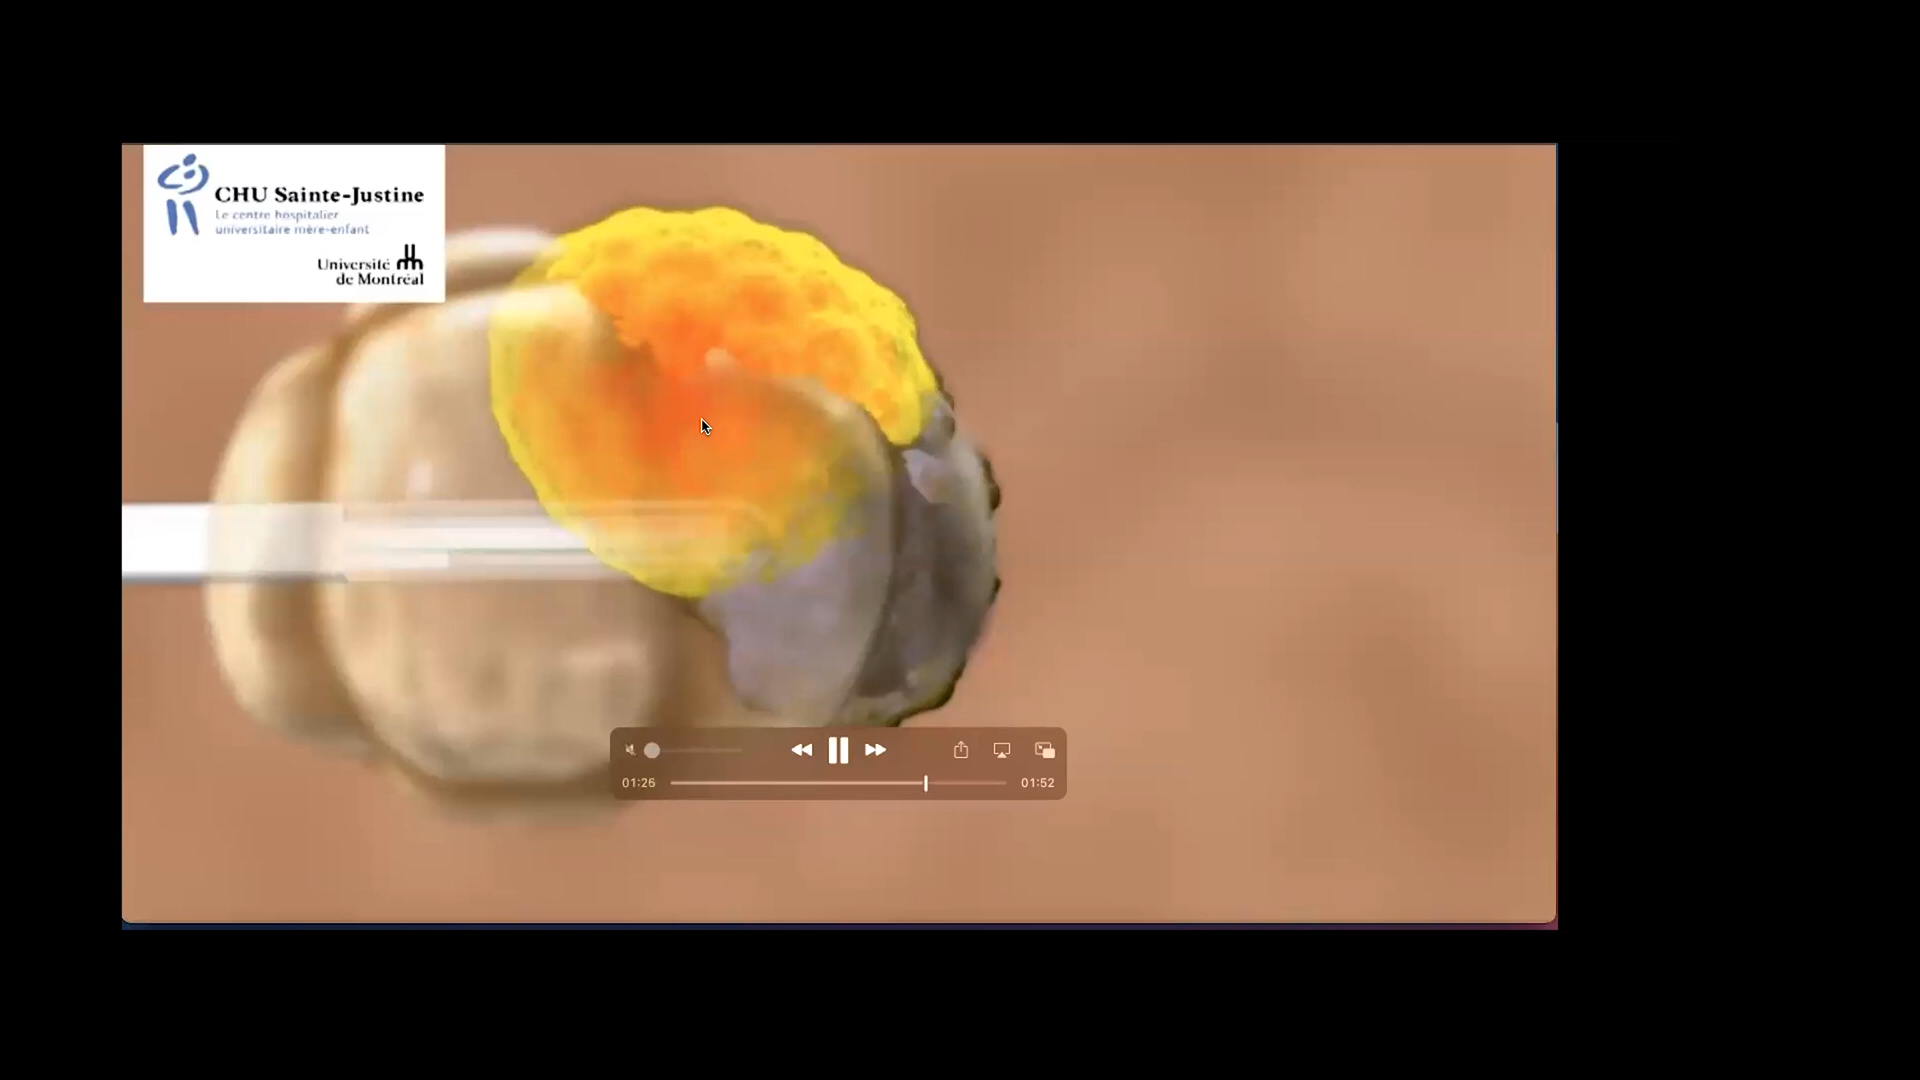 CHU Sainte-Justine
Le centre hospitalier
universitaire mère-enfant
Université
de Montréal
01:26
01:52